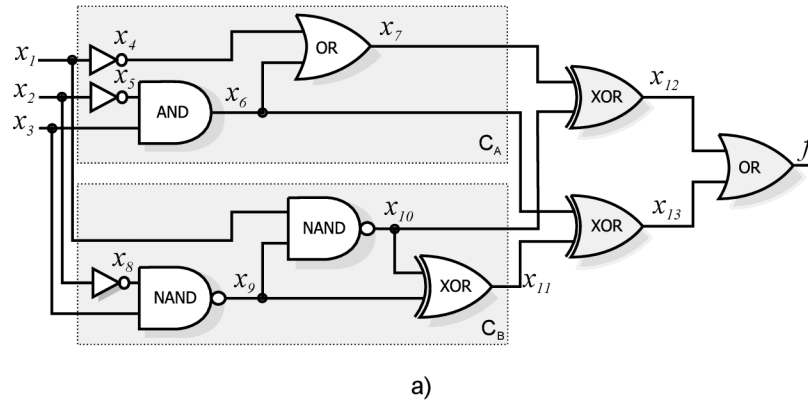 x4
x7
x1
OR
x5
x12
x2
x6
XOR
AND
x3
f
CA
OR
x10
x13
NAND
XOR
x8
x9
NAND
XOR
x11
CB
a)